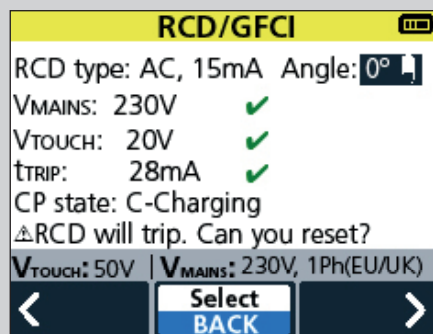 RCD/GFCI
RCD type: AC, 15mA Angle: 0°
VMAINS: 230V ✔
VTOUCH: 20V ✔
tTRIP: 28mA ✔
CP state: C-Charging
⚠RCD will trip. Can you reset?
VTOUCH: 50V | VMAINS: 230V, 1Ph(EU/UK)
< Select >
BACK